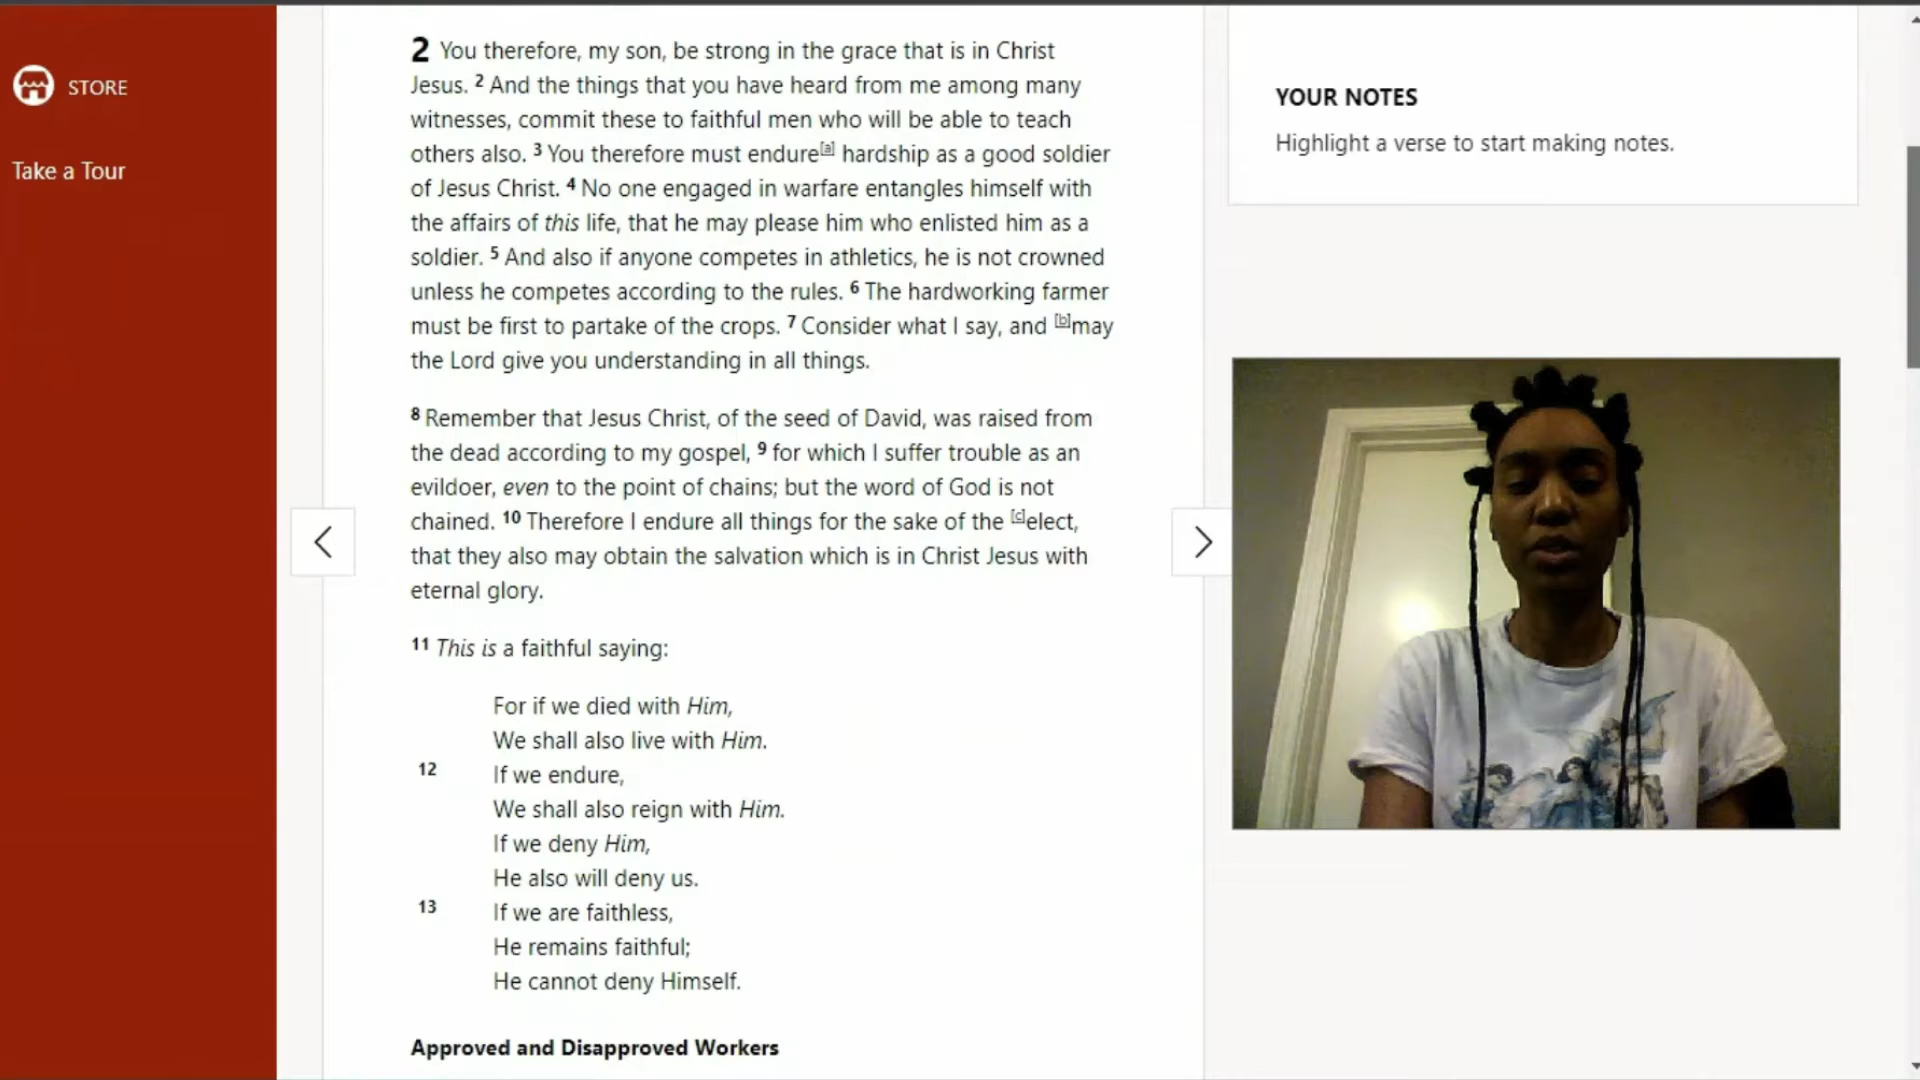 STORE
Take a Tour
2 You therefore, my son, be strong in the grace that is in Christ
Jesus. 2 And the things that you have heard from me among many
witnesses, commit these to faithful men who will be able to teach
others also. 3 You therefore must endure[a] hardship as a good soldier
of Jesus Christ. 4 No one engaged in warfare entangles himself with
the affairs of this life, that he may please him who enlisted him as a
soldier. 5 And also if anyone competes in athletics, he is not crowned
unless he competes according to the rules. 6 The hardworking farmer
must be first to partake of the crops. 7 Consider what I say, and [b]may
the Lord give you understanding in all things.
8 Remember that Jesus Christ, of the seed of David, was raised from
the dead according to my gospel, 9 for which I suffer trouble as an
evildoer, even to the point of chains; but the word of God is not
chained. 10 Therefore I endure all things for the sake of the [c]elect,
that they also may obtain the salvation which is in Christ Jesus with
eternal glory.
11 This is a faithful saying:
For if we died with Him,
We shall also live with Him.
12 If we endure,
We shall also reign with Him.
If we deny Him,
He also will deny us.
13 If we are faithless,
He remains faithful;
He cannot deny Himself.
Approved and Disapproved Workers
YOUR NOTES
Highlight a verse to start making notes.